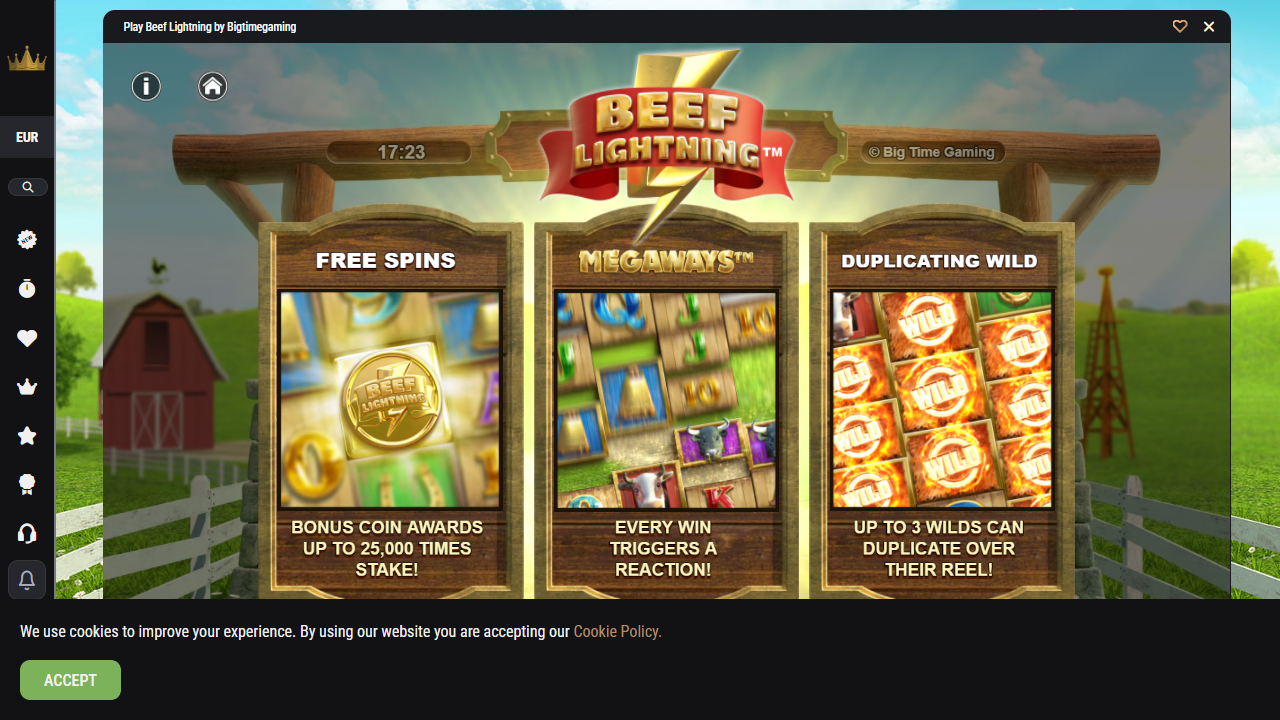 Play Beef Lightning by Bigtimegaming
EUR
NEW
17:23
BEEF
LIGHTNING™
© Big Time Gaming
FREE SPINS
MEGAWAYS™
DUPLICATING WILD
BEEF
LIGHTNING
Q
J
10
J
J
10
K
WILD
WILD
WILD
WILD
WILD
WILD
WILD
WILD
BONUS COIN AWARDS
UP TO 25,000 TIMES
STAKE!
EVERY WIN
TRIGGERS A
REACTION!
UP TO 3 WILDS CAN
DUPLICATE OVER
THEIR REEL!
We use cookies to improve your experience. By using our website you are accepting our Cookie Policy.
ACCEPT